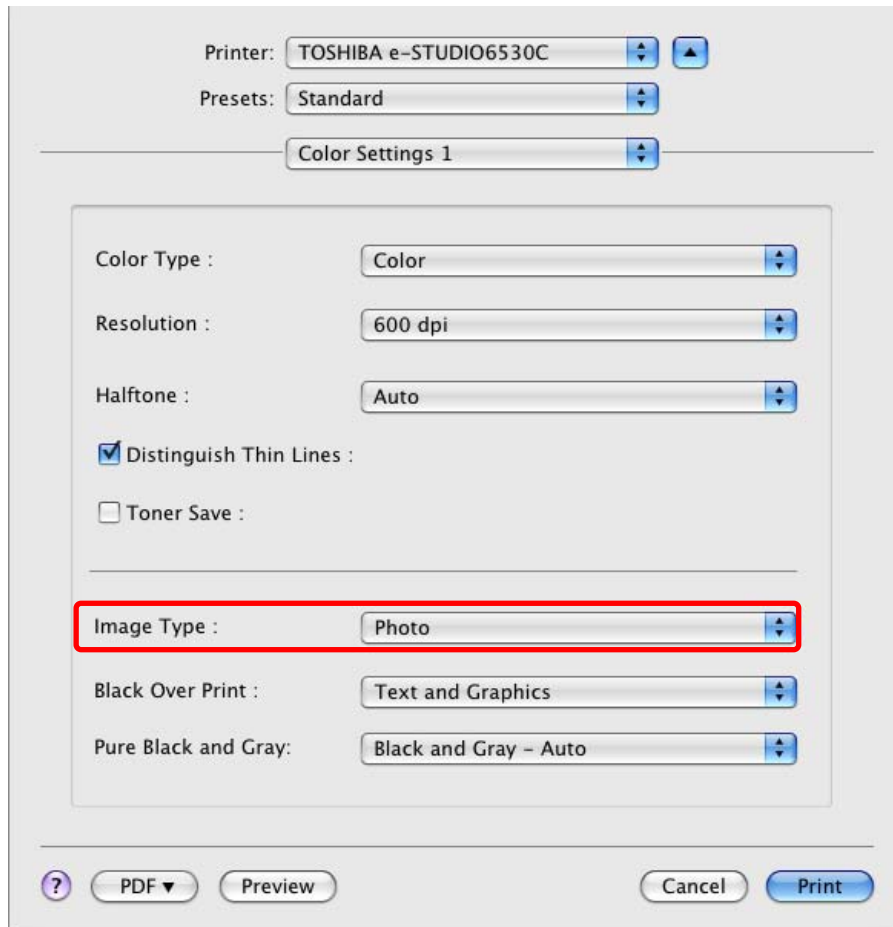 Printer: TOSHIBA e-STUDIO6530C
Presets: Standard
Color Settings 1
Color Type : Color
Resolution : 600 dpi
Halftone : Auto
Distinguish Thin Lines :
Toner Save :
Image Type : Photo
Black Over Print : Text and Graphics
Pure Black and Gray: Black and Gray – Auto
? PDF ▾ Preview Cancel Print